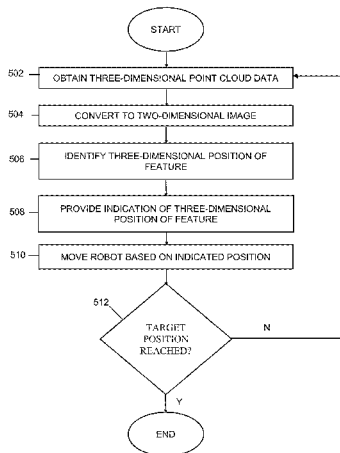 START
502
OBTAIN THREE-DIMENSIONAL POINT CLOUD DATA
504
CONVERT TO TWO-DIMENSIONAL IMAGE
506
IDENTIFY THREE-DIMENSIONAL POSITION OF
FEATURE
508
PROVIDE INDICATION OF THREE-DIMENSIONAL
POSITION OF FEATURE
510
MOVE ROBOT BASED ON INDICATED POSITION
512
TARGET
POSITION
REACHED?
N
Y
END